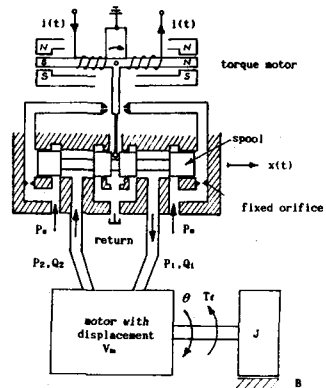 i(t) i(t)
N N
S N
S S
torque motor
spool
x(t)
fixed orifice
Ps return Ps
P2,Q2 P1,Q1
motor with
displacement
Vm
θ Tf
J
B